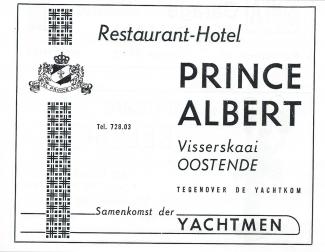 Restaurant-Hotel
PRINCE
ALBERT
Tel. 728.03
Visserskaai
OOSTENDE
TEGENOVER DE YACHTKOM
Samenkomst der YACHTMEN